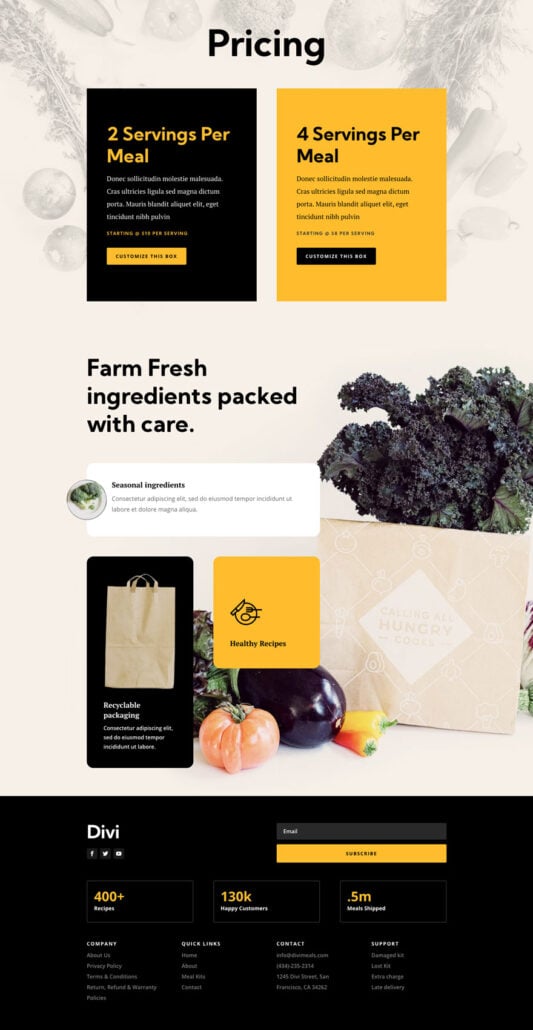 Pricing
2 Servings Per
Meal
Donec sollicitudin molestie malesuada.
Cras ultricies ligula sed magna dictum
porta. Mauris blandit aliquet elit, eget
tincidunt nibh pulvin
STARTING @ $10 PER SERVING
CUSTOMIZE THIS BOX
4 Servings Per
Meal
Donec sollicitudin molestie malesuada.
Cras ultricies ligula sed magna dictum
porta. Mauris blandit aliquet elit, eget
tincidunt nibh pulvin
STARTING @ $8 PER SERVING
CUSTOMIZE THIS BOX
Farm Fresh
ingredients packed
with care.
Seasonal ingredients
Consectetur adipiscing elit, sed do eiusmod tempor incididunt ut
labore et dolore magna aliqua.
CALLING ALL
HUNGRY
COOKS
Healthy Recipes
Recyclable
packaging
Consectetur adipiscing elit,
sed do eiusmod tempor
incididunt ut labore.
Divi
Email
SUBSCRIBE
400+
Recipes
130k
Happy Customers
.5m
Meals Shipped
COMPANY
About Us
Privacy Policy
Terms & Conditions
Return, Refund & Warranty
Policies
QUICK LINKS
Home
About
Meal Kits
Contact
CONTACT
info@divimeals.com
(434)-235-2314
1245 Divi Street, San
Francisco, CA 34262
SUPPORT
Damaged kit
Lost Kit
Extra charge
Late delivery